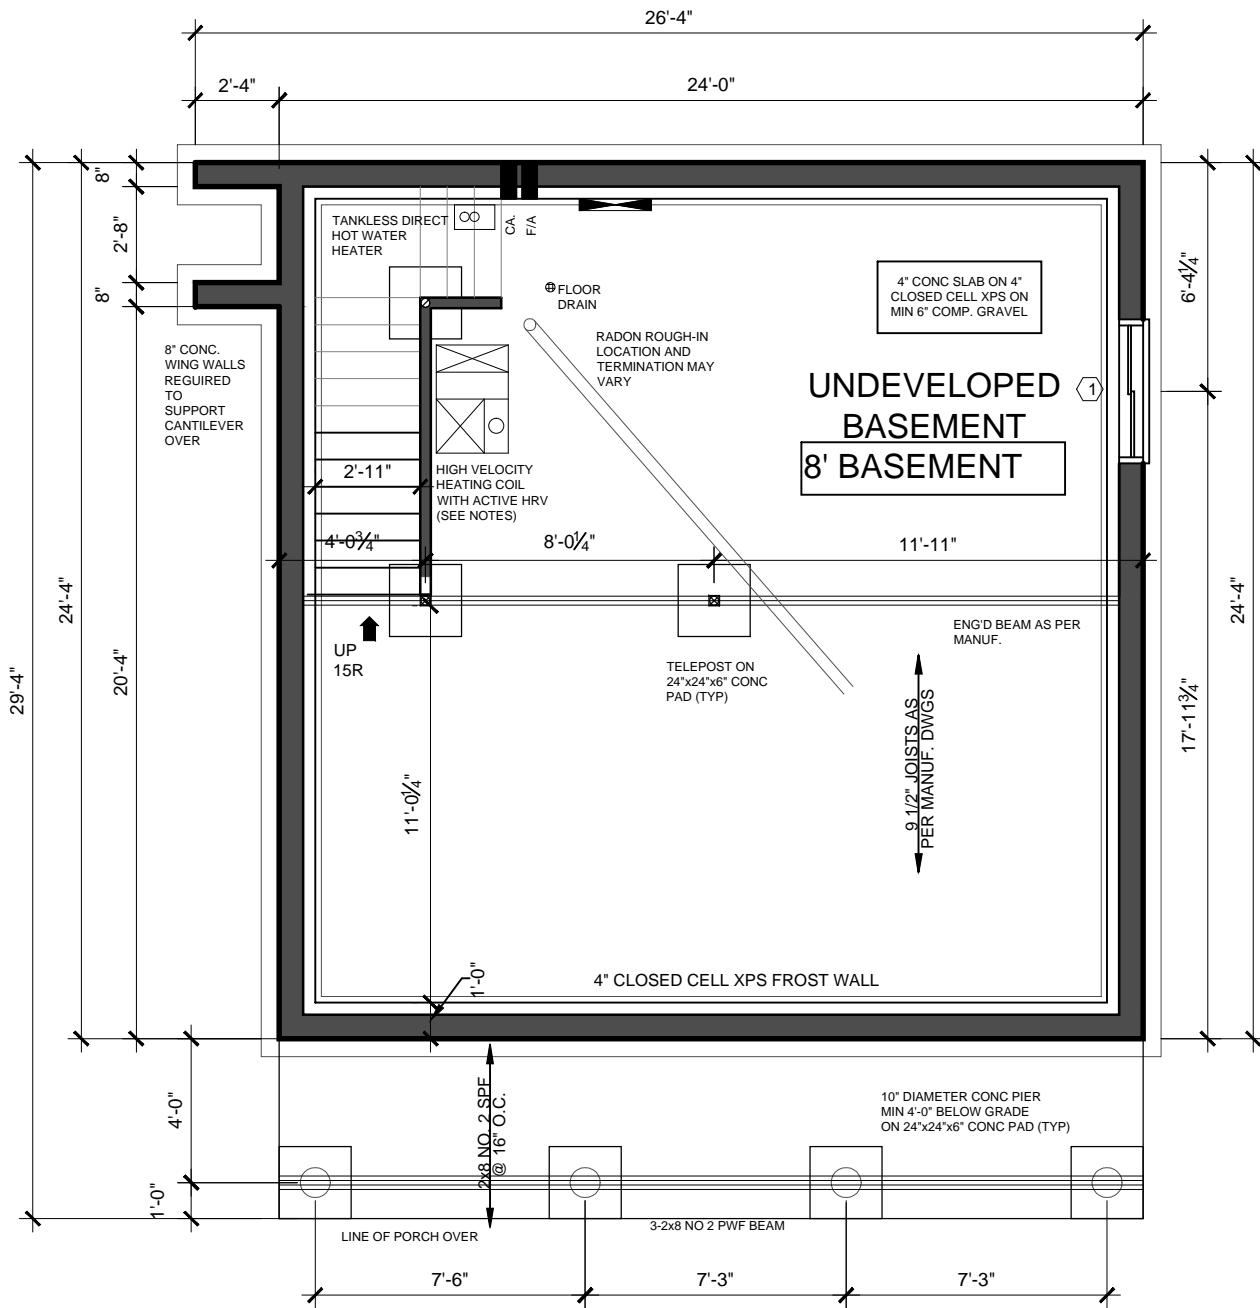 26'-4"
2'-4"
24'-0"
8"
2'-8"
8"
20'-4"
24'-4"
29'-4"
4'-0"
1'-0"
TANKLESS DIRECT
HOT WATER
HEATER
CA.
F/A
FLOOR
DRAIN
4" CONC SLAB ON 4"
CLOSED CELL XPS ON
MIN 6" COMP. GRAVEL
6'-4¼"
8" CONC.
WING WALLS
REGUIRED
TO
SUPPORT
CANTILEVER
OVER
RADON ROUGH-IN
LOCATION AND
TERMINATION MAY
VARY
UNDEVELOPED
BASEMENT
8' BASEMENT
1
2'-11"
HIGH VELOCITY
HEATING COIL
WITH ACTIVE HRV
(SEE NOTES)
4'-0¾"
8'-0¼"
11'-11"
24'-4"
17'-11¾"
UP
15R
TELEPOST ON
24"x24"x6" CONC
PAD (TYP)
ENG'D BEAM AS PER
MANUF.
9 1/2" JOISTS AS
PER MANUF. DWGS
11'-0¼"
1'-0"
4" CLOSED CELL XPS FROST WALL
2x8 NO. 2 SPF
@ 16" O.C.
10" DIAMETER CONC PIER
MIN 4'-0" BELOW GRADE
ON 24"x24"x6" CONC PAD (TYP)
LINE OF PORCH OVER
3-2x8 NO 2 PWF BEAM
7'-6"
7'-3"
7'-3"